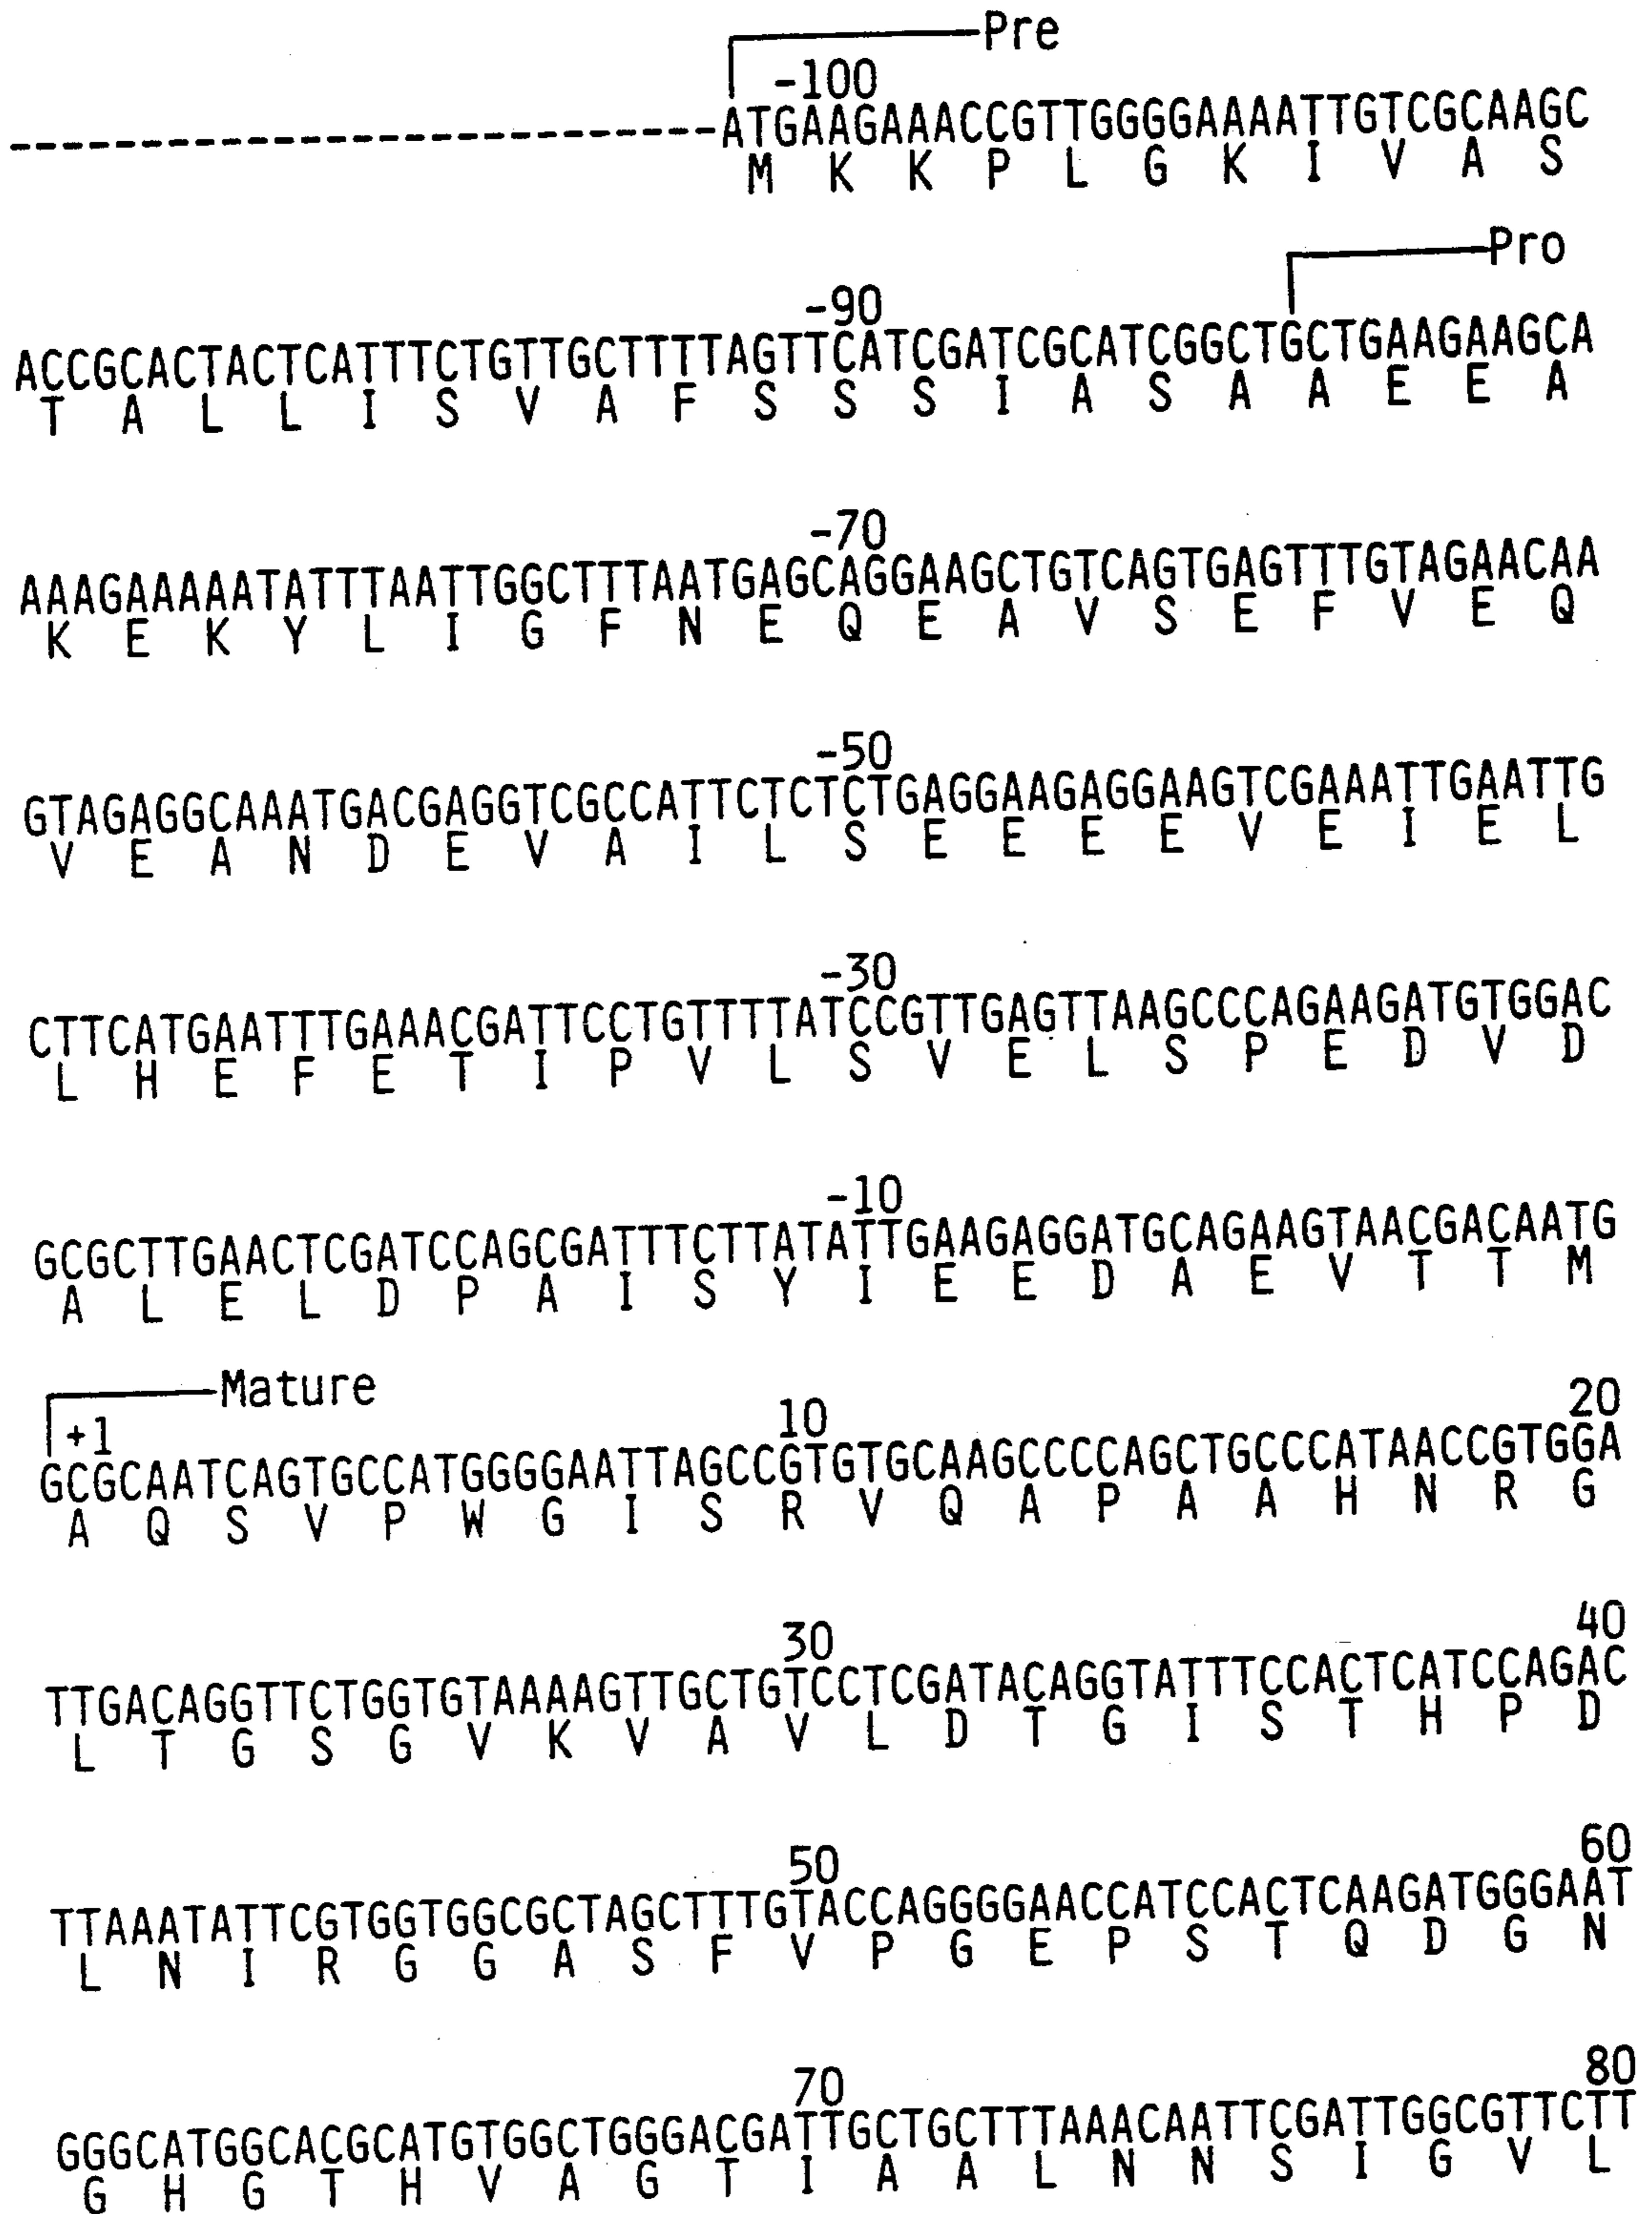 Pre
-100
------------------------ATGAAGAAACCGTTGGGGAAAATTGTCGCAAGC
M K K P L G K I V A S
Pro
-90
ACCGCACTACTCATTTCTGTTGCTTTTAGTTCATCGATCGCATCGGCTGCTGAAGAAGCA
T A L L I S V A F S S S I A S A A E E A
-70
AAAGAAAAATATTTAATTGGCTTTAATGAGCAGGAAGCTGTCAGTGAGTTTGTAGAACAA
K E K Y L I G F N E Q E A V S E F V E Q
-50
GTAGAGGCAAATGACGAGGTCGCCATTCTCTCTGAGGAAGAGGAAGTCGAAATTGAATTG
V E A N D E V A I L S E E E E V E I E L
-30
CTTCATGAATTTGAAACGATTCCTGTTTTATCCGTTGAGTTAAGCCCAGAAGATGTGGAC
L H E F E T I P V L S V E L S P E D V D
-10
GCGCTTGAACTCGATCCAGCGATTTCTTATATTGAAGAGGATGCAGAAGTAACGACAATG
A L E L D P A I S Y I E E D A E V T T M
Mature
+1 10 20
GCGCAATCAGTGCCATGGGGAATTAGCCGTGTGCAAGCCCCAGCTGCCCATAACCGTGGA
A Q S V P W G I S R V Q A P A A H N R G
30 40
TTGACAGGTTCTGGTGTAAAAGTTGCTGTCCTCGATACAGGTATTTCCACTCATCCAGAC
L T G S G V K V A V L D T G I S T H P D
50 60
TTAAATATTCGTGGTGGCGCTAGCTTTGTACCAGGGGAACCATCCACTCAAGATGGGAAT
L N I R G G A S F V P G E P S T Q D G N
70 80
GGGCATGGCACGCATGTGGCTGGGACGATTGCTGCTTTAAACAATTCGATTGGCGTTCTT
G H G T H V A G T I A A L N N S I G V L